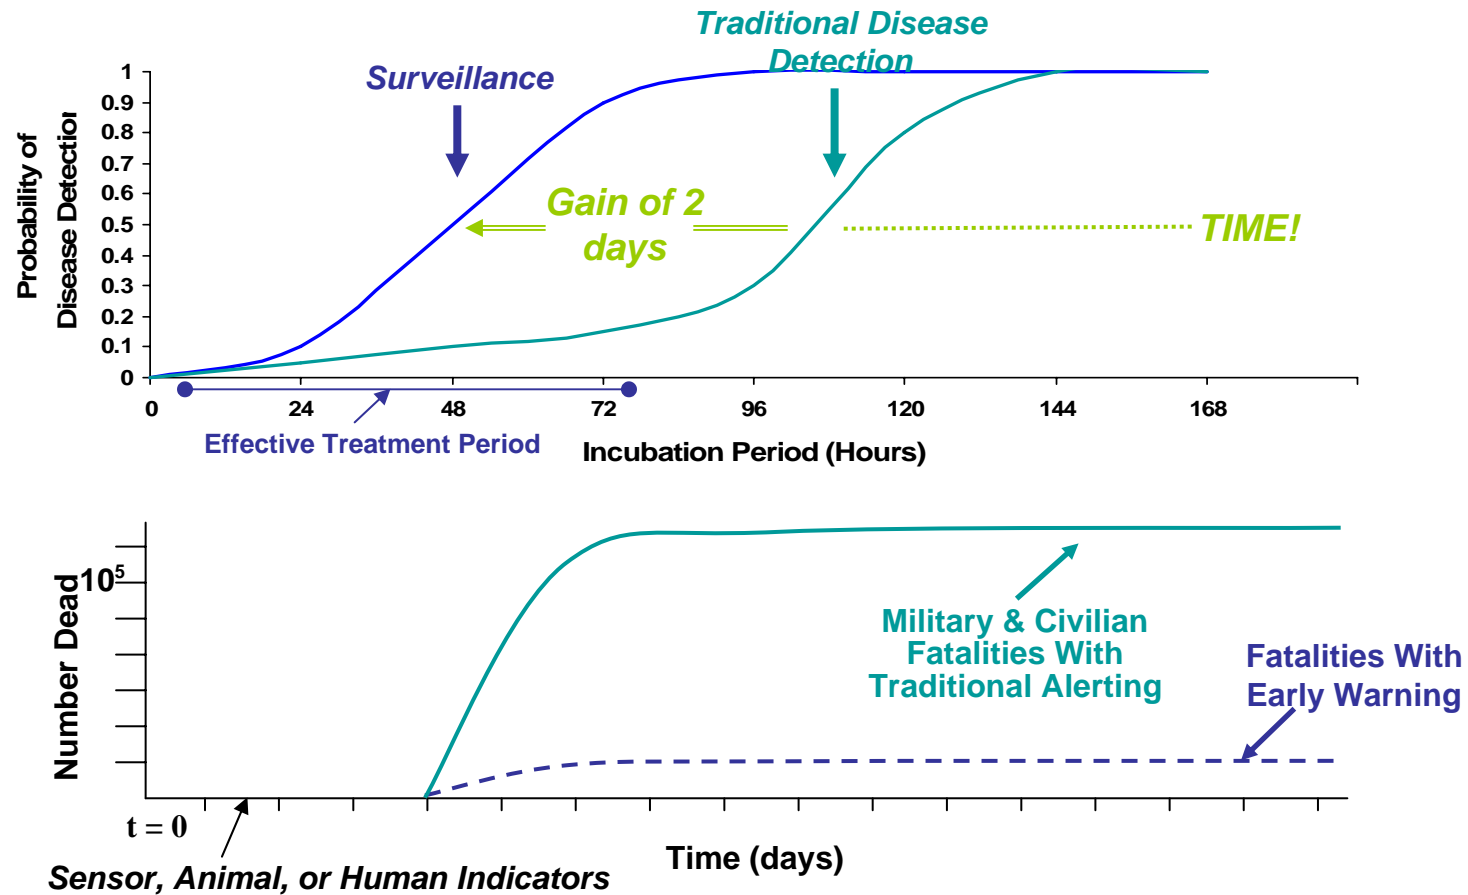 Traditional Disease
Detection
Surveillance
1
0.9
0.8
0.7
0.6
0.5
0.4
0.3
0.2
0.1
0
Probability of
Disease Detection
Gain of 2
days
TIME!
0 24 48 72 96 120 144 168
Effective Treatment Period
Incubation Period (Hours)
Number Dead
10⁵
Military & Civilian
Fatalities With
Traditional Alerting
Fatalities With
Early Warning
t = 0
Time (days)
Sensor, Animal, or Human Indicators